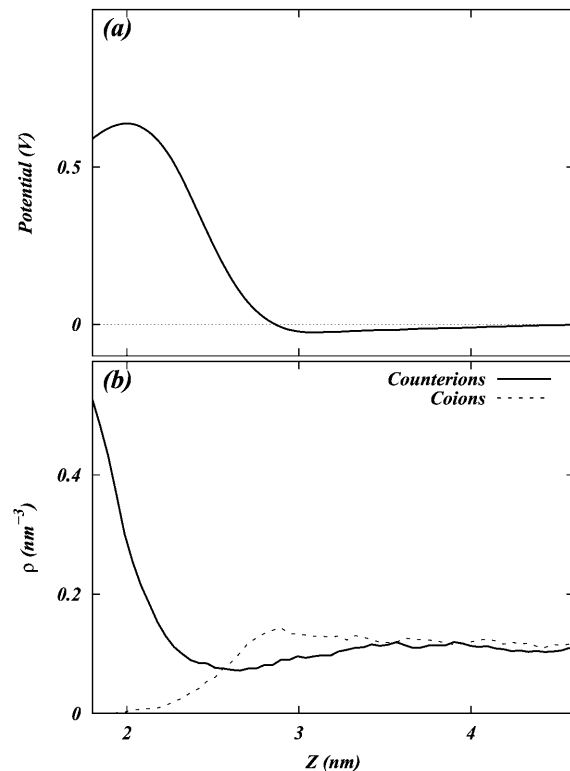 (a)
Potential (V)
0.5
0
(b)
Counterions
Coions
ρ (nm⁻³)
0.4
0.2
0
2
3
4
Z (nm)